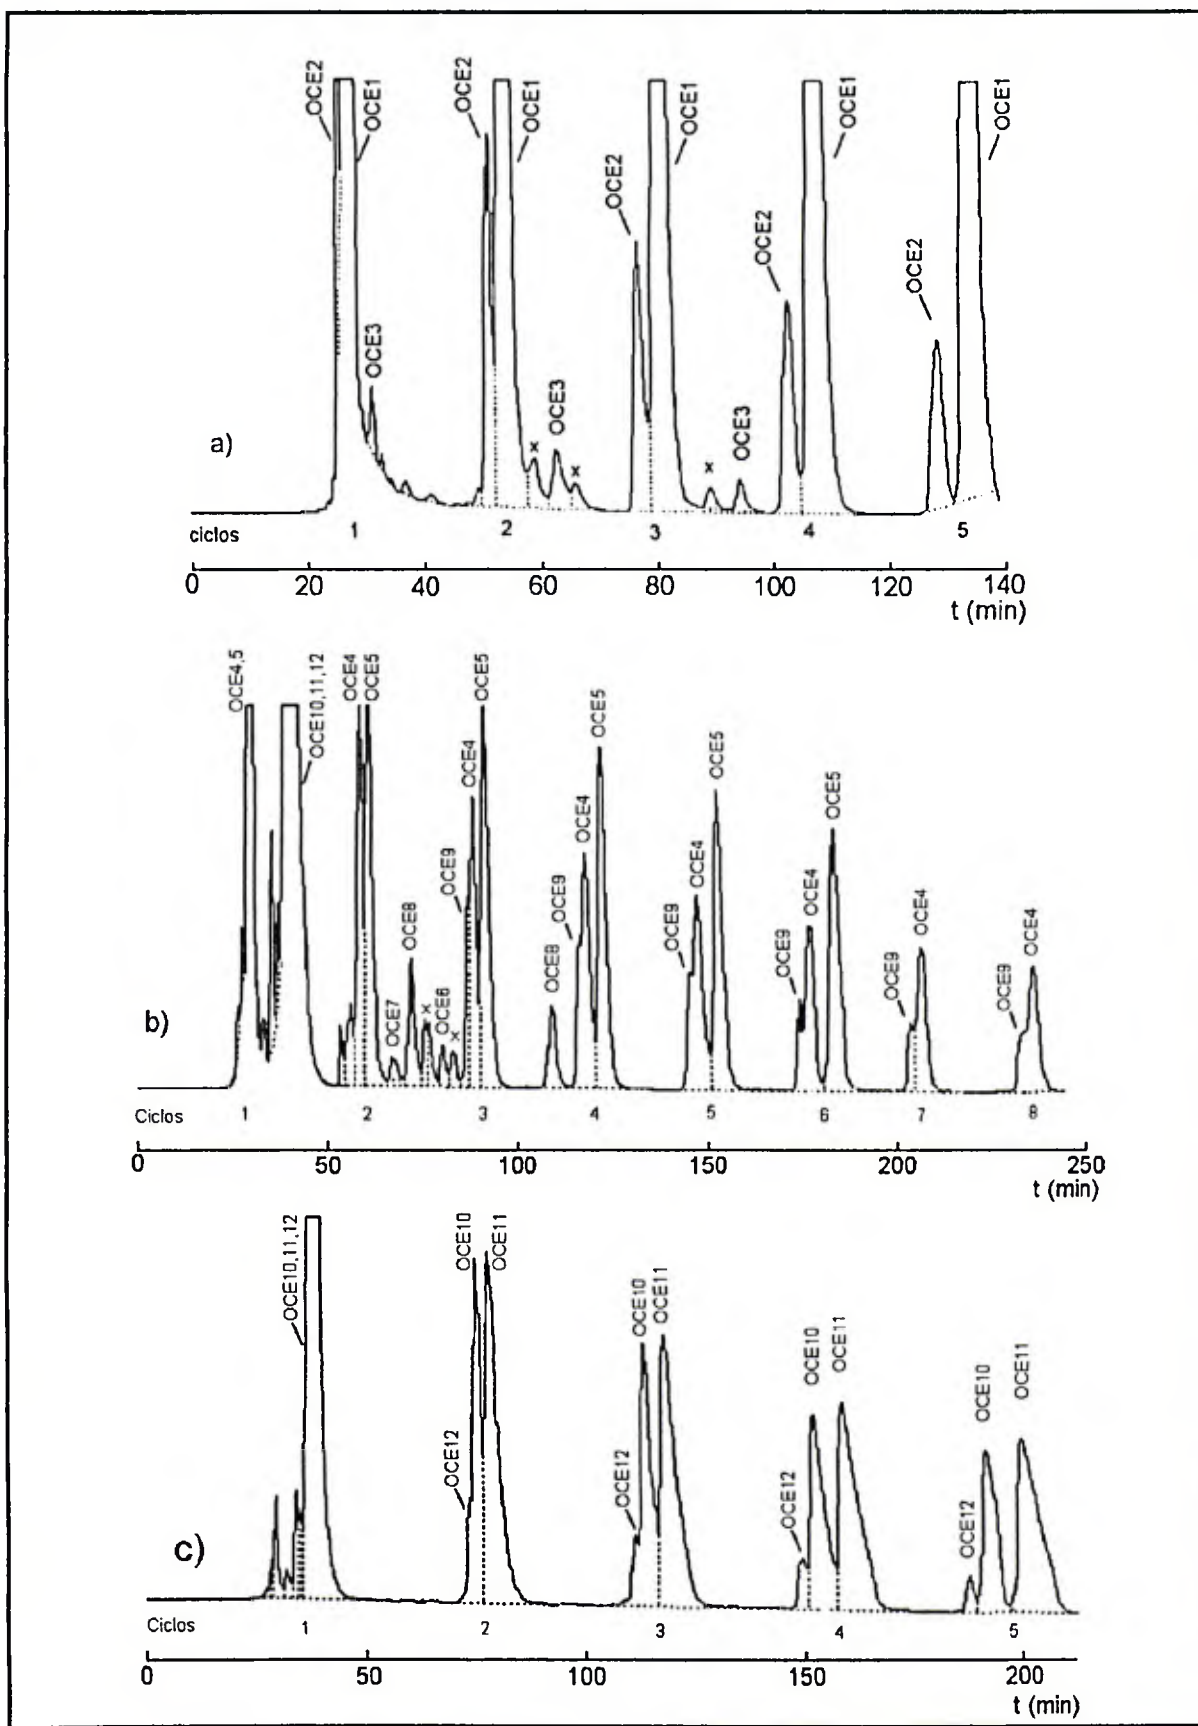 OCE2
OCE1
OCE2
OCE1
OCE2
OCE1
OCE2
OCE1
OCE2
OCE1
OCE3
x
OCE3
x
x
OCE3
a)
ciclos
1
2
3
4
5
0
20
40
60
80
100
120
140
t (min)
OCE4,5
OCE10,11,12
OCE4
OCE5
OCE7
OCE8
x
OCE6
x
OCE9
OCE4
OCE5
OCE8
OCE9
OCE4
OCE5
OCE9
OCE4
OCE5
OCE9
OCE4
OCE5
OCE9
OCE4
OCE9
OCE4
b)
Ciclos
1
2
3
4
5
6
7
8
0
50
100
150
200
250
t (min)
OCE10,11,12
OCE12
OCE10
OCE11
OCE12
OCE10
OCE11
OCE12
OCE10
OCE11
OCE12
OCE10
OCE11
c)
Ciclos
1
2
3
4
5
0
50
100
150
200
t (min)